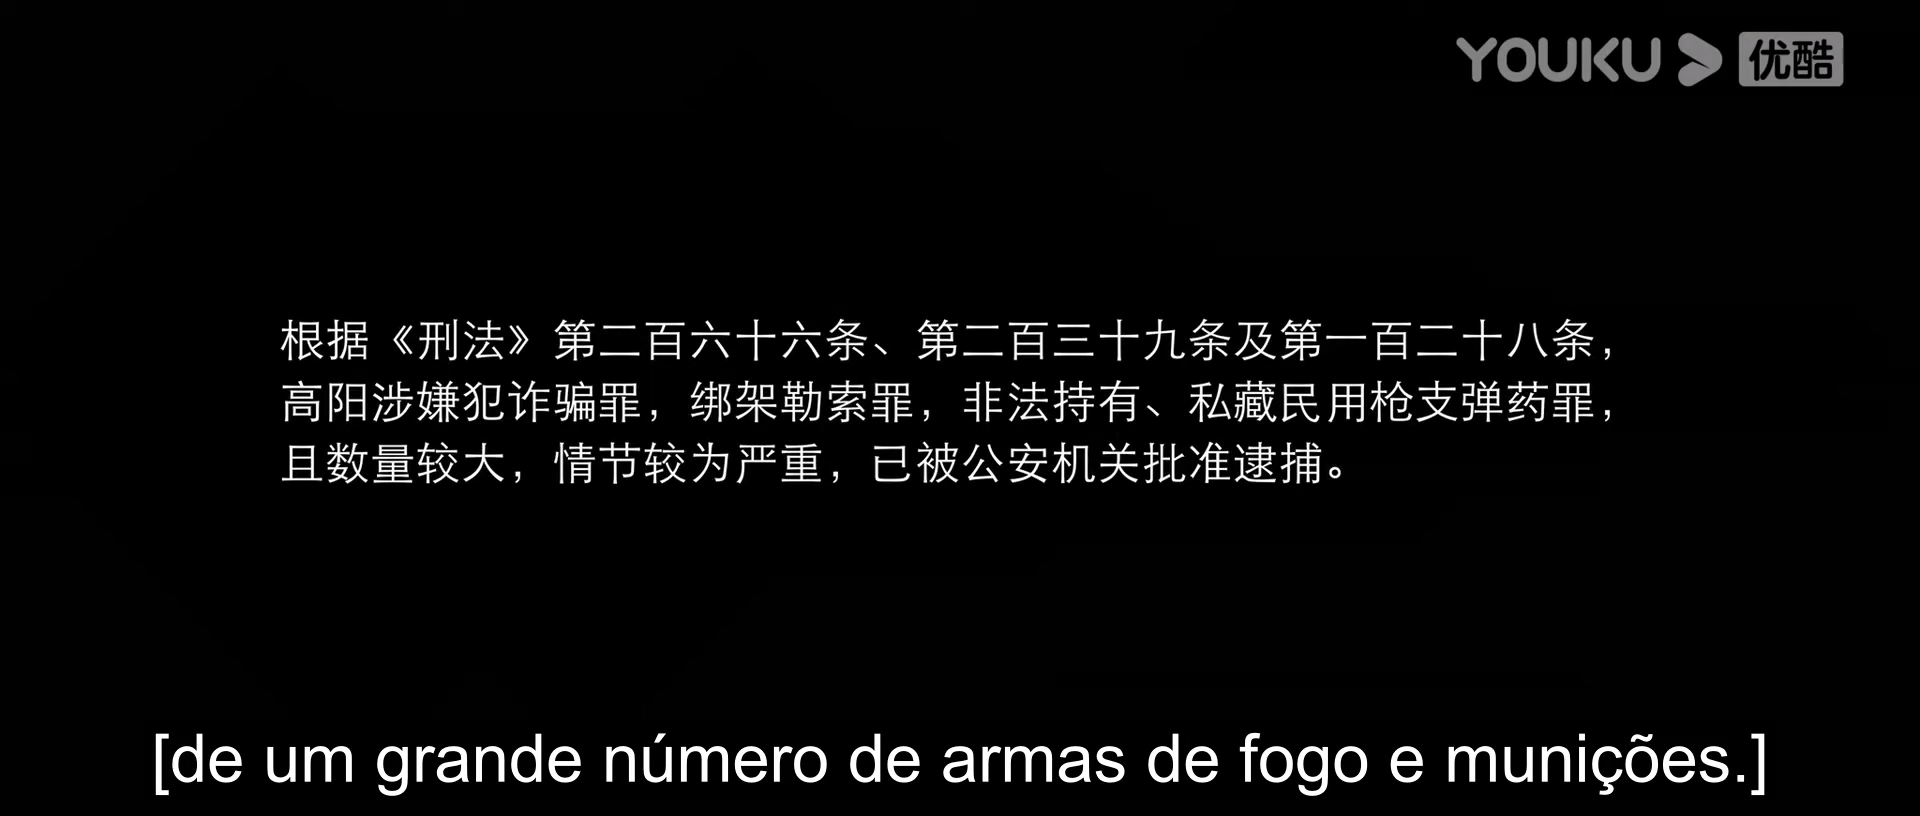 YOUKU 优酷
根据《刑法》第二百六十六条、第二百三十九条及第一百二十八条，
高阳涉嫌犯诈骗罪，绑架勒索罪，非法持有、私藏民用枪支弹药罪，
且数量较大，情节较为严重，已被公安机关批准逮捕。
[de um grande número de armas de fogo e munições.]